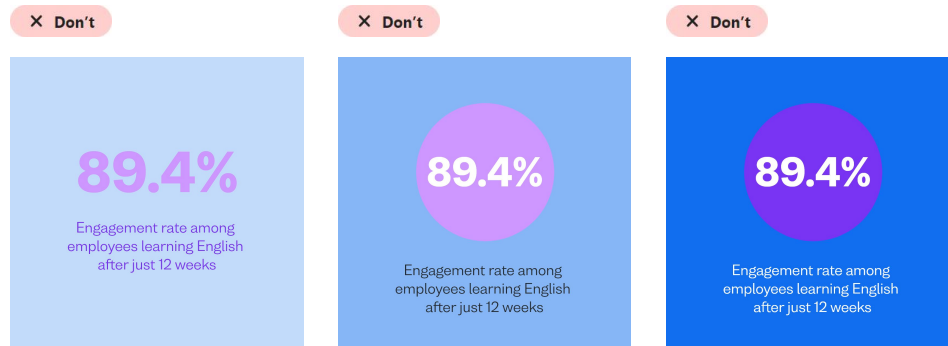 ✕ Don't
✕ Don't
✕ Don't
89.4%
Engagement rate among
employees learning English
after just 12 weeks
89.4%
Engagement rate among
employees learning English
after just 12 weeks
89.4%
Engagement rate among
employees learning English
after just 12 weeks